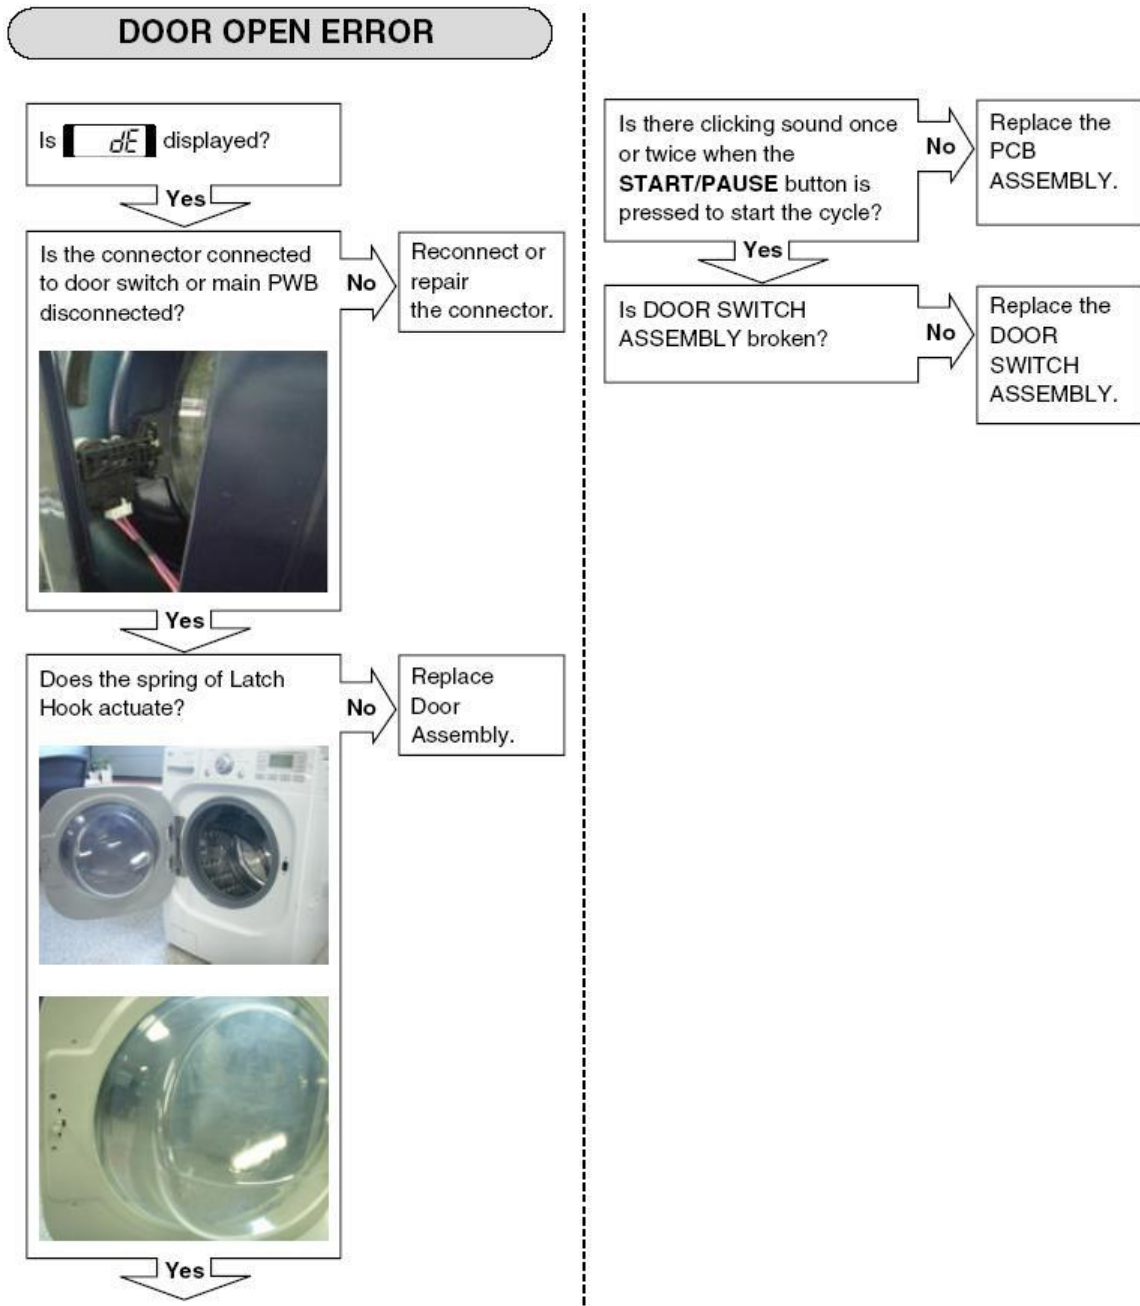 DOOR OPEN ERROR
Is dE displayed?
Yes
Is the connector connected
to door switch or main PWB
disconnected?
No
Reconnect or
repair
the connector.
Yes
Does the spring of Latch
Hook actuate?
No
Replace
Door
Assembly.
Yes
Is there clicking sound once
or twice when the
START/PAUSE button is
pressed to start the cycle?
No
Replace the
PCB
ASSEMBLY.
Yes
Is DOOR SWITCH
ASSEMBLY broken?
No
Replace the
DOOR
SWITCH
ASSEMBLY.